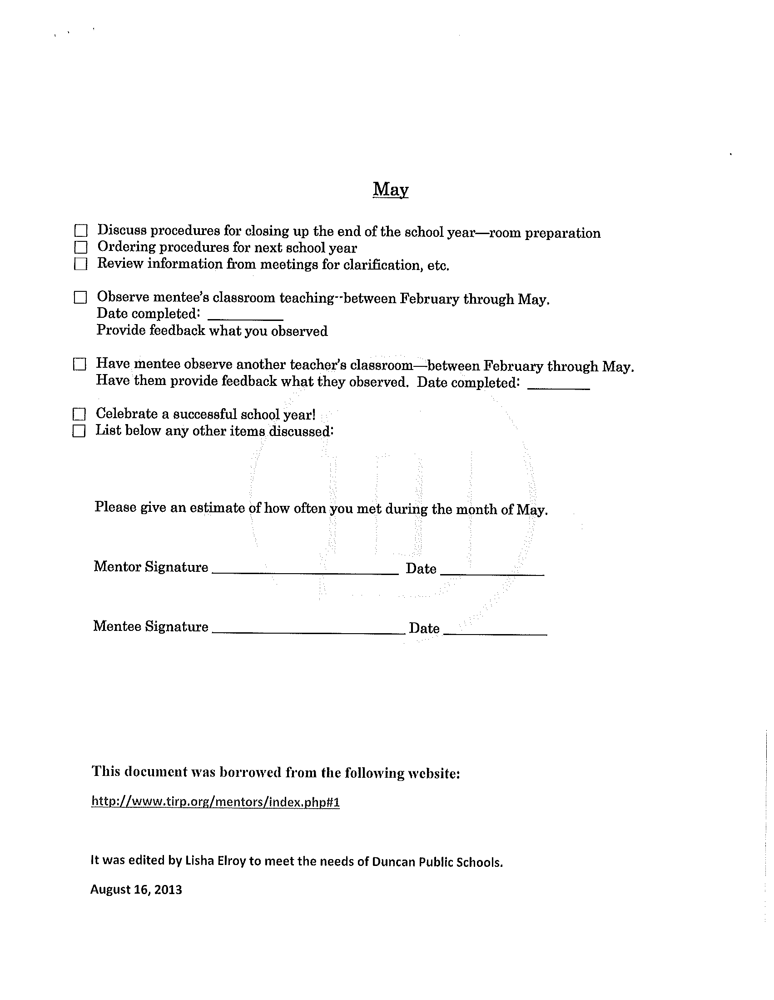 May
☐ Discuss procedures for closing up the end of the school year—room preparation
☐ Ordering procedures for next school year
☐ Review information from meetings for clarification, etc.
☐ Observe mentee's classroom teaching--between February through May.
Date completed: __________
Provide feedback what you observed
☐ Have mentee observe another teacher's classroom—between February through May.
Have them provide feedback what they observed. Date completed: ________
☐ Celebrate a successful school year!
☐ List below any other items discussed:
Please give an estimate of how often you met during the month of May.
Mentor Signature ________________________ Date ______________
Mentee Signature _________________________ Date ______________
This document was borrowed from the following website:
http://www.tirp.org/mentors/index.php#1
It was edited by Lisha Elroy to meet the needs of Duncan Public Schools.
August 16, 2013